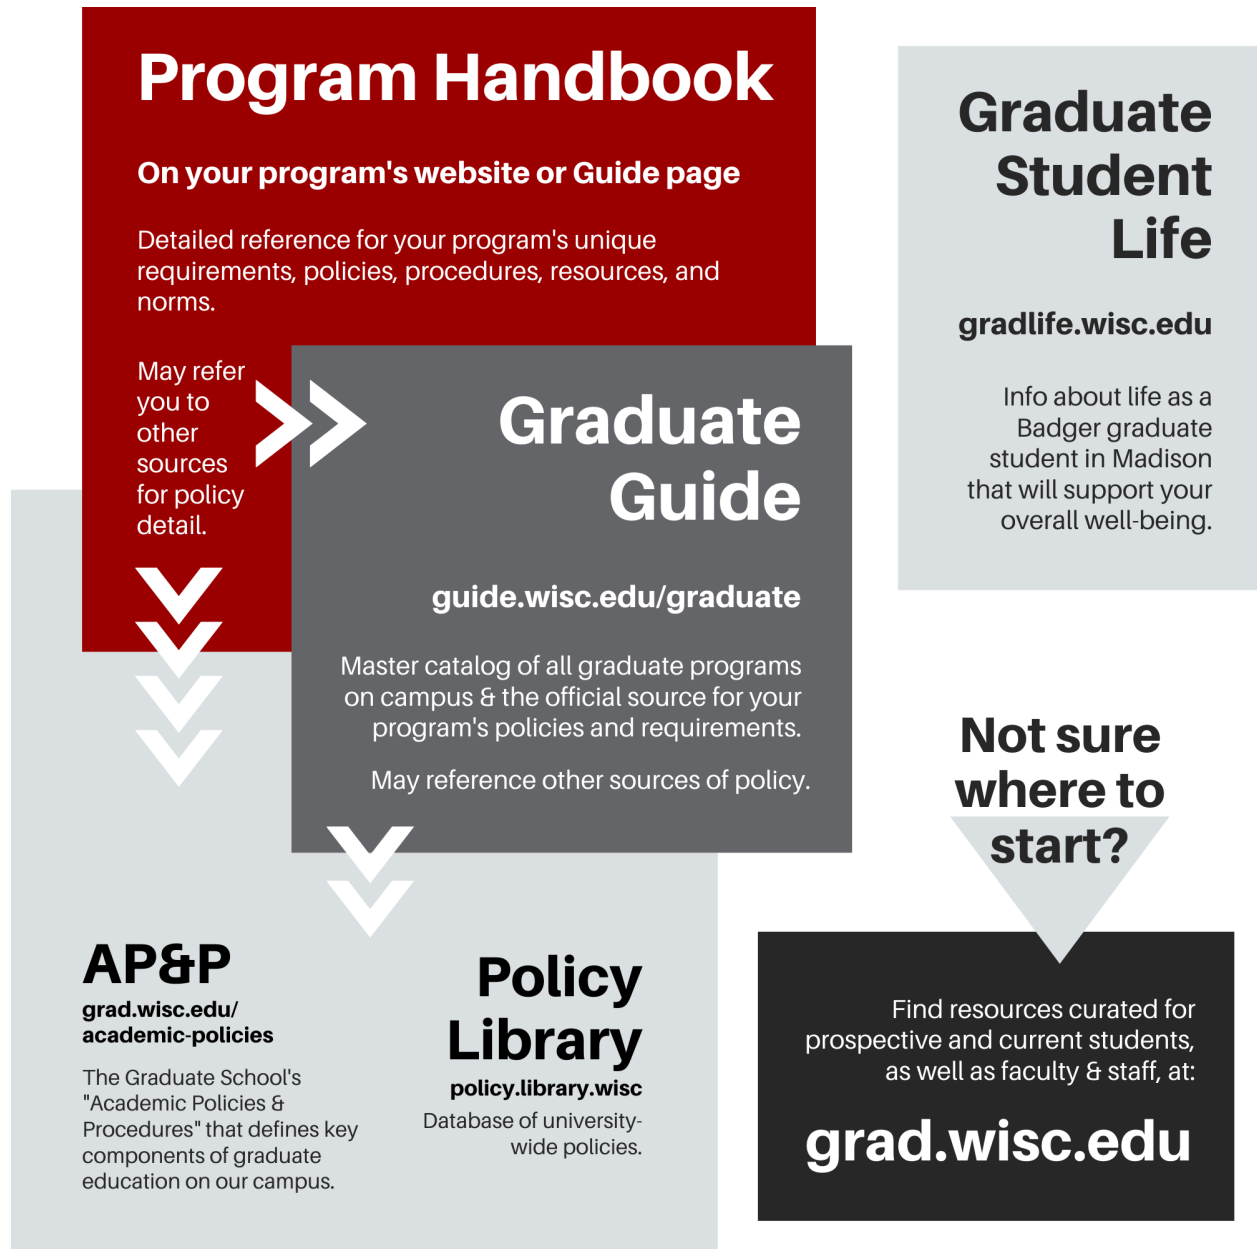 Program Handbook
On your program's website or Guide page
Detailed reference for your program's unique
requirements, policies, procedures, resources, and
norms.
May refer
you to
other
sources
for policy
detail.
Graduate
Guide
guide.wisc.edu/graduate
Master catalog of all graduate programs
on campus & the official source for your
program's policies and requirements.
May reference other sources of policy.
AP&P
grad.wisc.edu/
academic-policies
The Graduate School's
"Academic Policies &
Procedures" that defines key
components of graduate
education on our campus.
Policy
Library
policy.library.wisc
Database of university-
wide policies.
Graduate
Student
Life
gradlife.wisc.edu
Info about life as a
Badger graduate
student in Madison
that will support your
overall well-being.
Not sure
where to
start?
Find resources curated for
prospective and current students,
as well as faculty & staff, at:
grad.wisc.edu